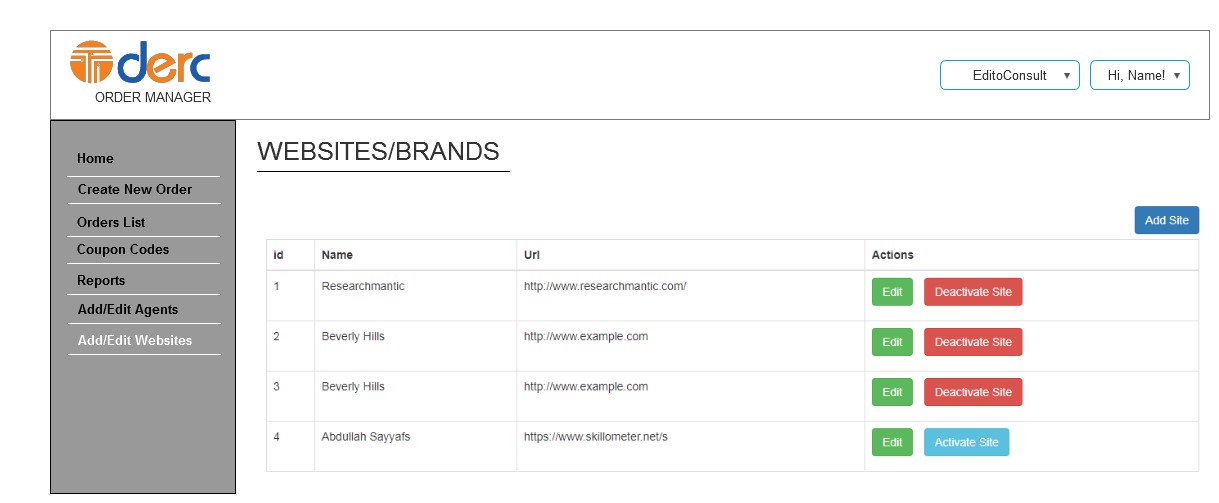 derc
ORDER MANAGER
EditoConsult ▼
Hi, Name! ▼
Home
Create New Order
Orders List
Coupon Codes
Reports
Add/Edit Agents
Add/Edit Websites
WEBSITES/BRANDS
Add Site
id Name Url Actions
1 Researchmantic http://www.researchmantic.com/ Edit Deactivate Site
2 Beverly Hills http://www.example.com Edit Deactivate Site
3 Beverly Hills http://www.example.com Edit Deactivate Site
4 Abdullah Sayyafs https://www.skillometer.net/s Edit Activate Site